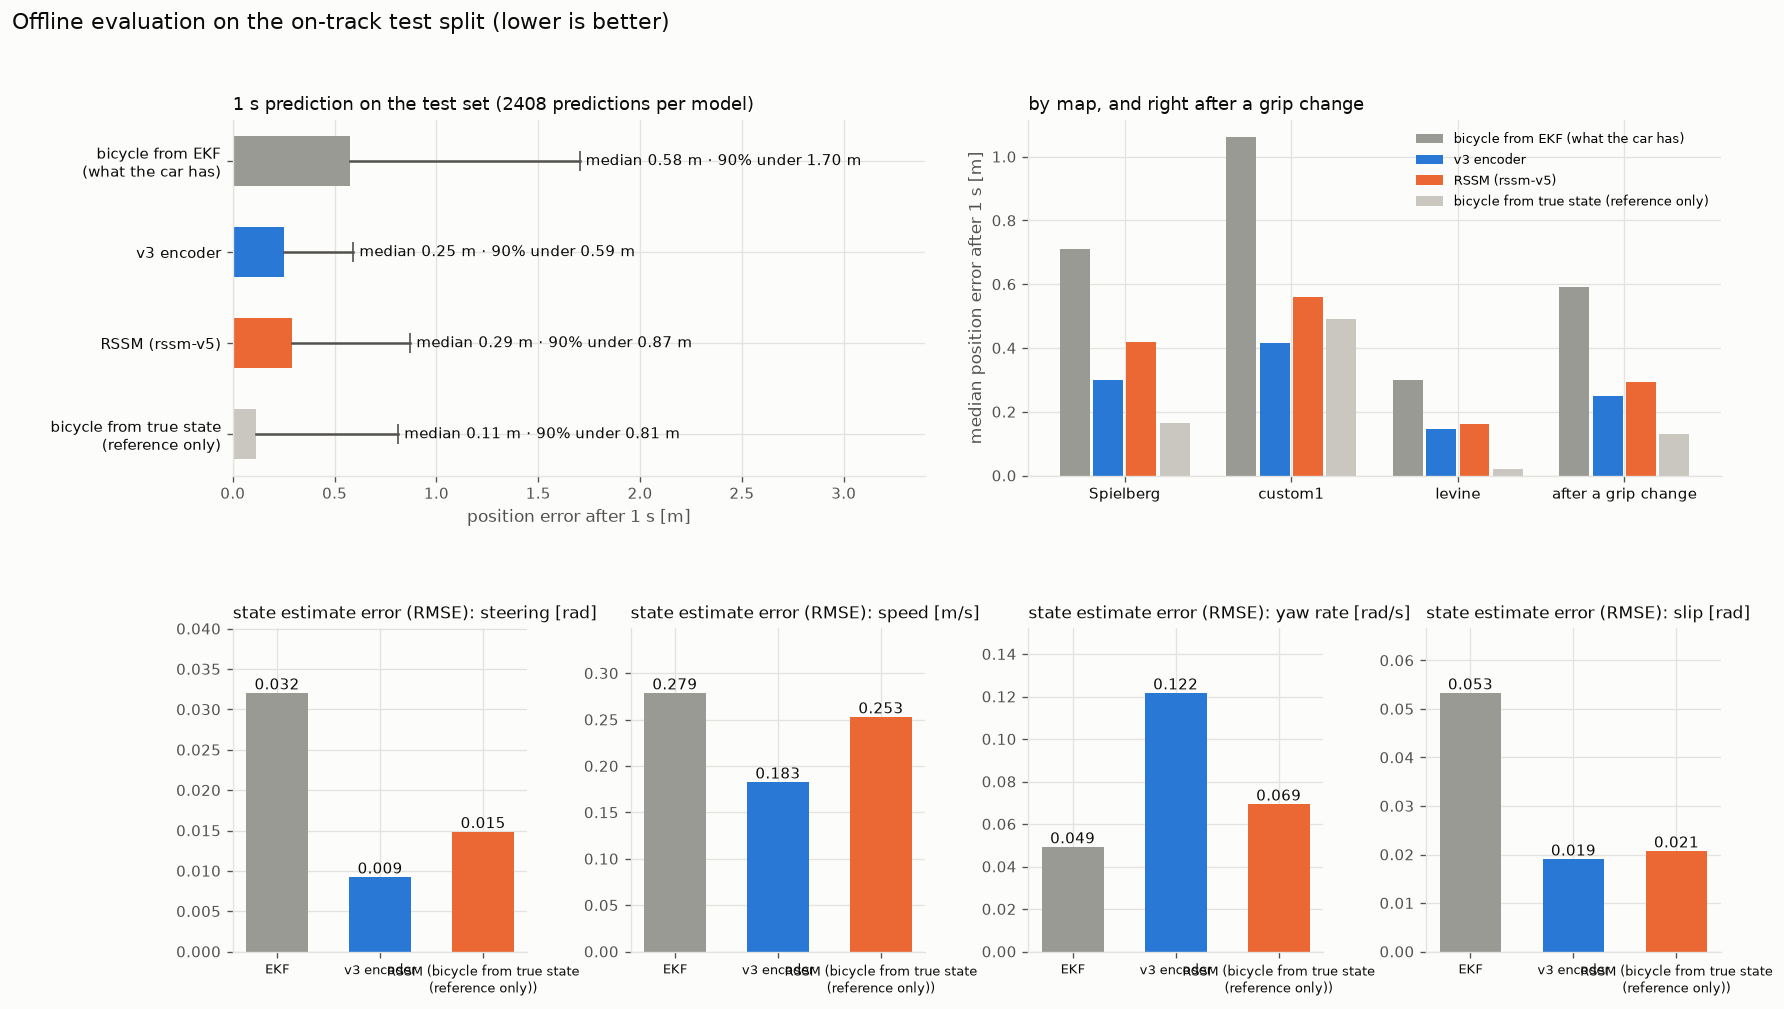 Offline evaluation on the on-track test split (lower is better)
1 s prediction on the test set (2408 predictions per model)
bicycle from EKF
(what the car has)
median 0.58 m · 90% under 1.70 m
v3 encoder
median 0.25 m · 90% under 0.59 m
RSSM (rssm-v5)
median 0.29 m · 90% under 0.87 m
bicycle from true state
(reference only)
median 0.11 m · 90% under 0.81 m
0.0 0.5 1.0 1.5 2.0 2.5 3.0
position error after 1 s [m]
by map, and right after a grip change
bicycle from EKF (what the car has)
v3 encoder
RSSM (rssm-v5)
bicycle from true state (reference only)
median position error after 1 s [m]
1.0
0.8
0.6
0.4
0.2
0.0
Spielberg custom1 levine after a grip change
state estimate error (RMSE): steering [rad]
0.040
0.035
0.030
0.025
0.020
0.015
0.010
0.005
0.000
0.032
0.009
0.015
EKF v3 encoder RSSM (bicycle from true state
(reference only))
state estimate error (RMSE): speed [m/s]
0.30
0.25
0.20
0.15
0.10
0.05
0.00
0.279
0.183
0.253
EKF v3 encoder RSSM (bicycle from true state
(reference only))
state estimate error (RMSE): yaw rate [rad/s]
0.14
0.12
0.10
0.08
0.06
0.04
0.02
0.00
0.049
0.122
0.069
EKF v3 encoder RSSM (bicycle from true state
(reference only))
state estimate error (RMSE): slip [rad]
0.06
0.05
0.04
0.03
0.02
0.01
0.00
0.053
0.019
0.021
EKF v3 encoder RSSM (bicycle from true state
(reference only))